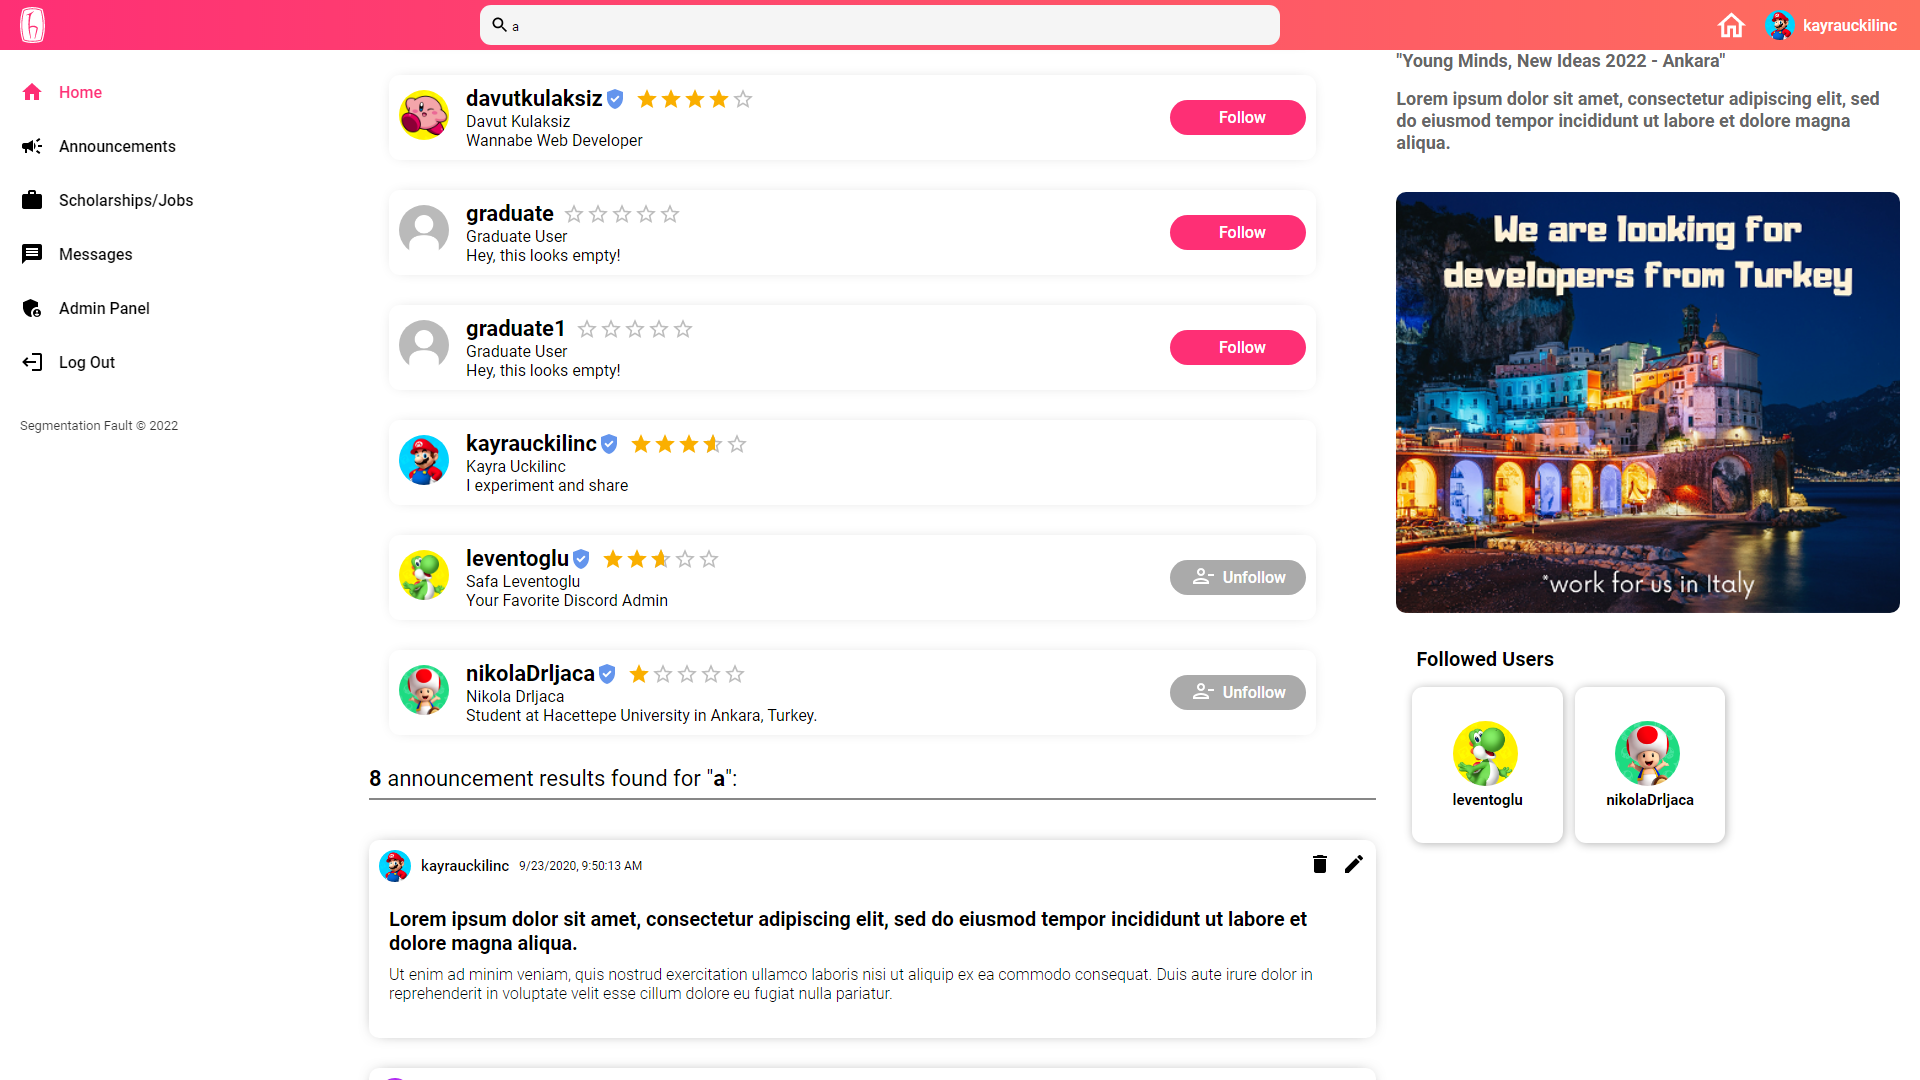 a
kayrauckilinc
Home
Announcements
Scholarships/Jobs
Messages
Admin Panel
Log Out
Segmentation Fault © 2022
davutkulaksiz
Davut Kulaksiz
Wannabe Web Developer
Follow
graduate
Graduate User
Hey, this looks empty!
Follow
graduate1
Graduate User
Hey, this looks empty!
Follow
kayrauckilinc
Kayra Uckilinc
I experiment and share
leventoglu
Safa Leventoglu
Your Favorite Discord Admin
Unfollow
nikolaDrljaca
Nikola Drljaca
Student at Hacettepe University in Ankara, Turkey.
Unfollow
8 announcement results found for "a":
kayrauckilinc 9/23/2020, 9:50:13 AM
Lorem ipsum dolor sit amet, consectetur adipiscing elit, sed do eiusmod tempor incididunt ut labore et
dolore magna aliqua.
Ut enim ad minim veniam, quis nostrud exercitation ullamco laboris nisi ut aliquip ex ea commodo consequat. Duis aute irure dolor in
reprehenderit in voluptate velit esse cillum dolore eu fugiat nulla pariatur.
"Young Minds, New Ideas 2022 - Ankara"
Lorem ipsum dolor sit amet, consectetur adipiscing elit, sed
do eiusmod tempor incididunt ut labore et dolore magna
aliqua.
We are looking for
developers from Turkey
*work for us in Italy
Followed Users
leventoglu
nikolaDrljaca